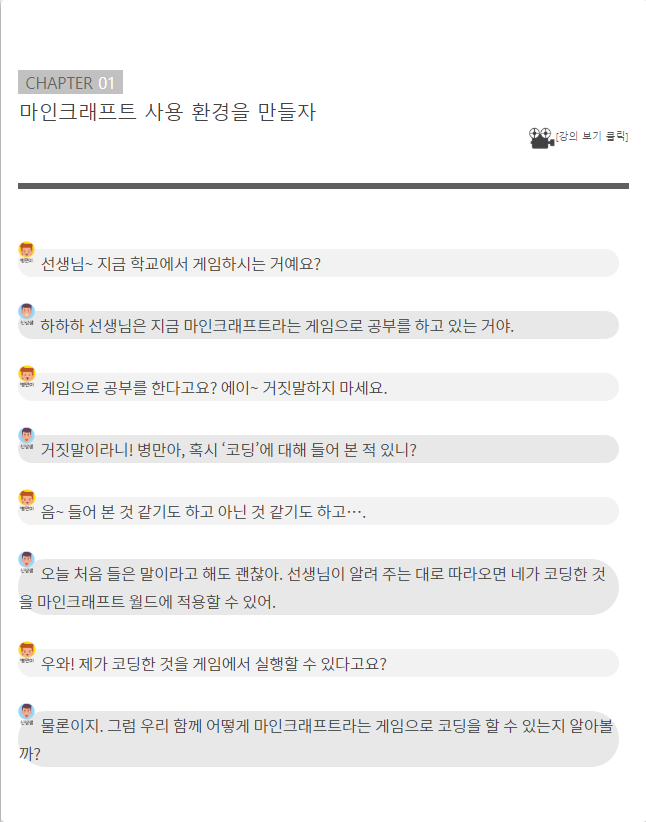 CHAPTER 01
마인크래프트 사용 환경을 만들자
[강의 보기 클릭]
병만이
선생님~ 지금 학교에서 게임하시는 거예요?
하하하 선생님은 지금 마인크래프트라는 게임으로 공부를 하고 있는 거야.
병만이
게임으로 공부를 한다고요? 에이~ 거짓말하지 마세요.
거짓말이라니! 병만아, 혹시 ‘코딩’에 대해 들어 본 적 있니?
병만이
음~ 들어 본 것 같기도 하고 아닌 것 같기도 하고….
오늘 처음 들은 말이라고 해도 괜찮아. 선생님이 알려 주는 대로 따라오면 네가 코딩한 것
을 마인크래프트 월드에 적용할 수 있어.
병만이
우와! 제가 코딩한 것을 게임에서 실행할 수 있다고요?
물론이지. 그럼 우리 함께 어떻게 마인크래프트라는 게임으로 코딩을 할 수 있는지 알아볼
까?